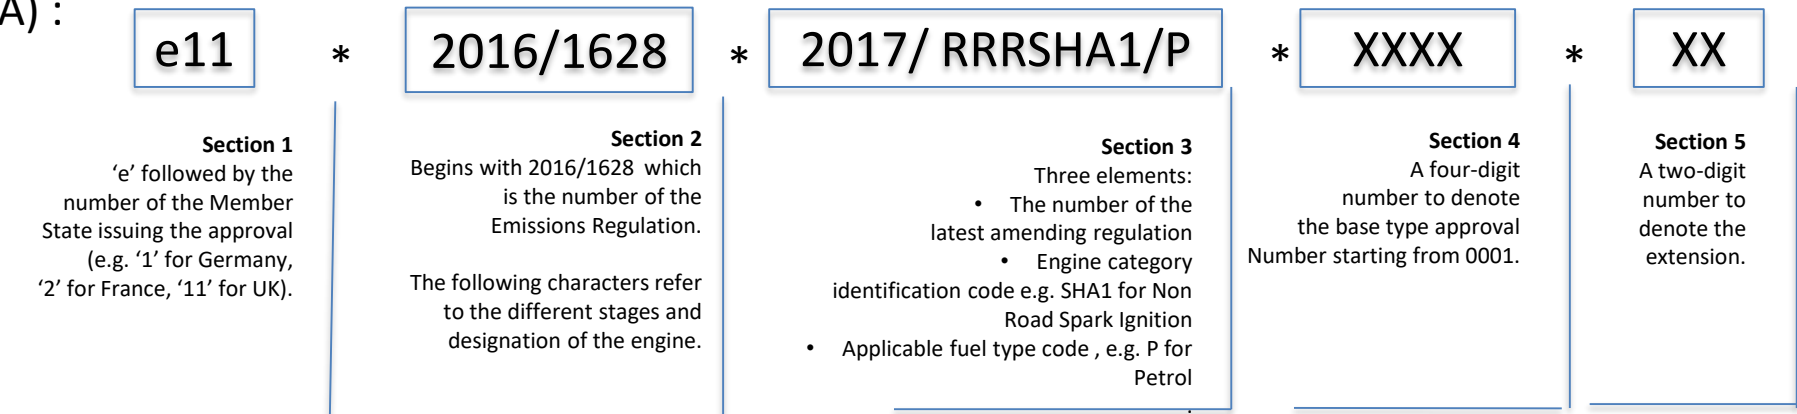 A) :
e11 * 2016/1628 * 2017/ RRRSHA1/P * XXXX * XX
Section 1
‘e’ followed by the
number of the Member
State issuing the approval
(e.g. ‘1’ for Germany,
‘2’ for France, ‘11’ for UK).
Section 2
Begins with 2016/1628 which
is the number of the
Emissions Regulation.
The following characters refer
to the different stages and
designation of the engine.
Section 3
Three elements:
• The number of the
latest amending regulation
• Engine category
identification code e.g. SHA1 for Non
Road Spark Ignition
• Applicable fuel type code , e.g. P for
Petrol
.
Section 4
A four-digit
number to denote
the base type approval
Number starting from 0001.
Section 5
A two-digit
number to
denote the
extension.